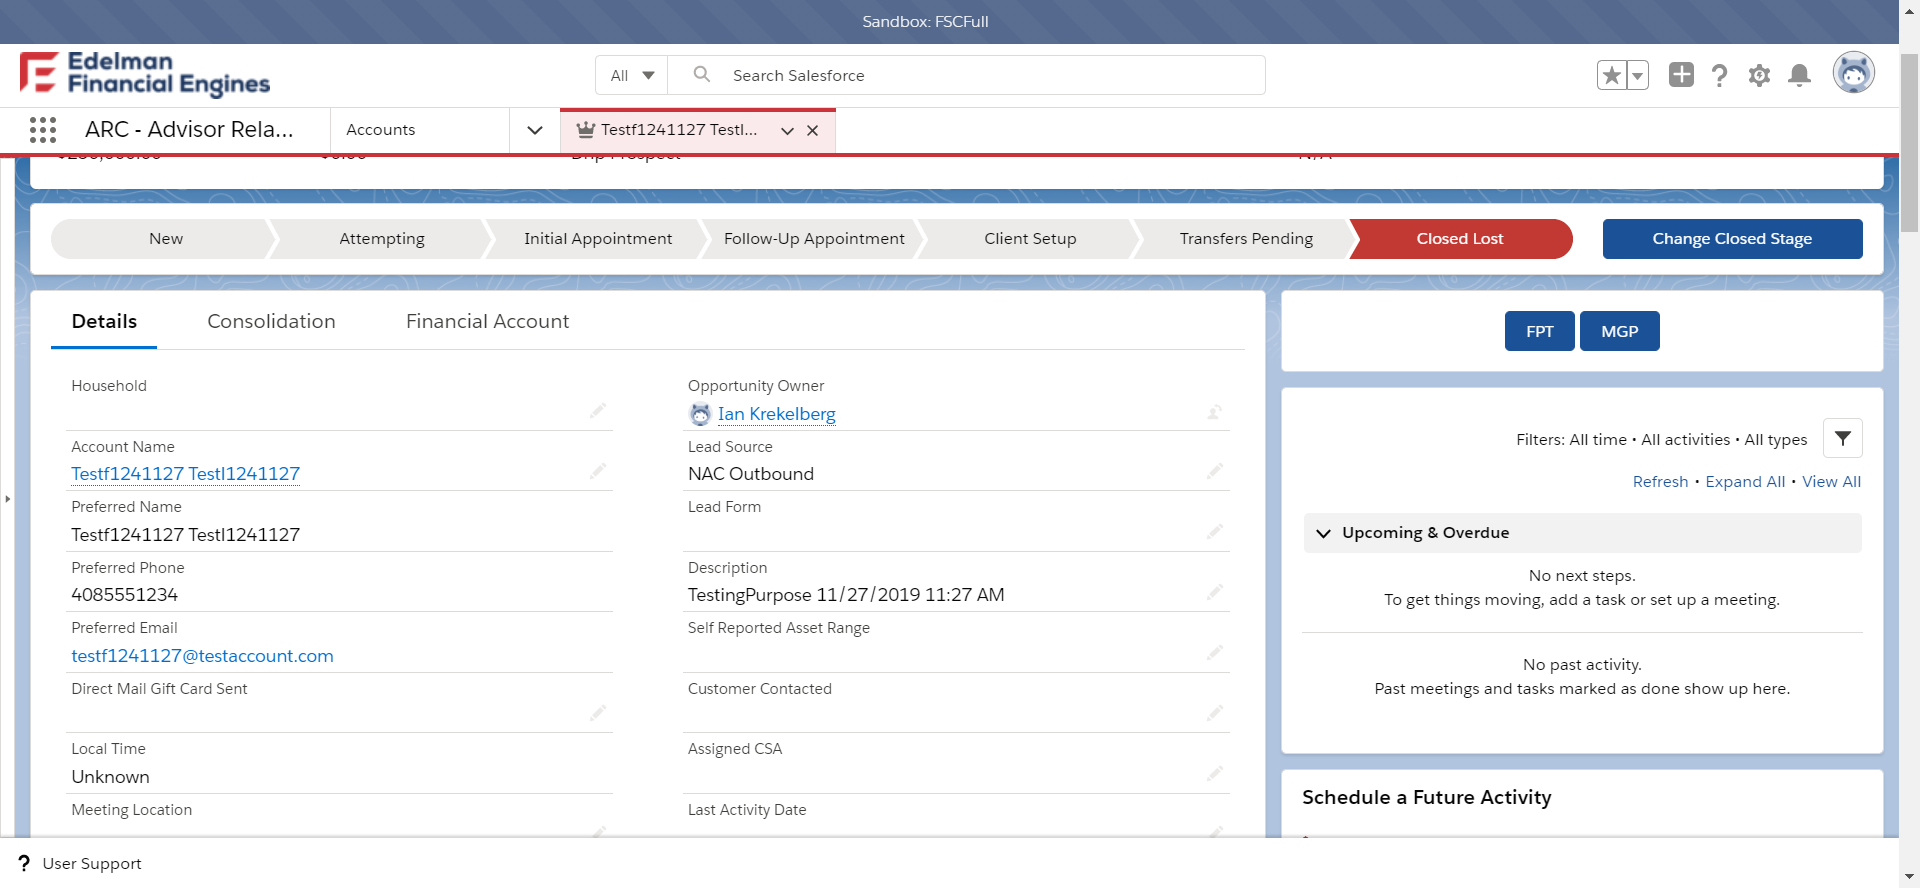 Sandbox: FSCFull
Edelman
Financial Engines
All
Search Salesforce
ARC - Advisor Rela...
Accounts
Testf1241127 Testl...
$250,000.00 $0.00 Drip Prospect N/A
New
Attempting
Initial Appointment
Follow-Up Appointment
Client Setup
Transfers Pending
Closed Lost
Change Closed Stage
Details
Consolidation
Financial Account
Household
Account Name
Testf1241127 Testl1241127
Preferred Name
Testf1241127 Testl1241127
Preferred Phone
4085551234
Preferred Email
testf1241127@testaccount.com
Direct Mail Gift Card Sent
Local Time
Unknown
Meeting Location
Opportunity Owner
Ian Krekelberg
Lead Source
NAC Outbound
Lead Form
Description
TestingPurpose 11/27/2019 11:27 AM
Self Reported Asset Range
Customer Contacted
Assigned CSA
Last Activity Date
FPT
MGP
Filters: All time • All activities • All types
Refresh • Expand All • View All
Upcoming & Overdue
No next steps.
To get things moving, add a task or set up a meeting.
No past activity.
Past meetings and tasks marked as done show up here.
Schedule a Future Activity
? User Support